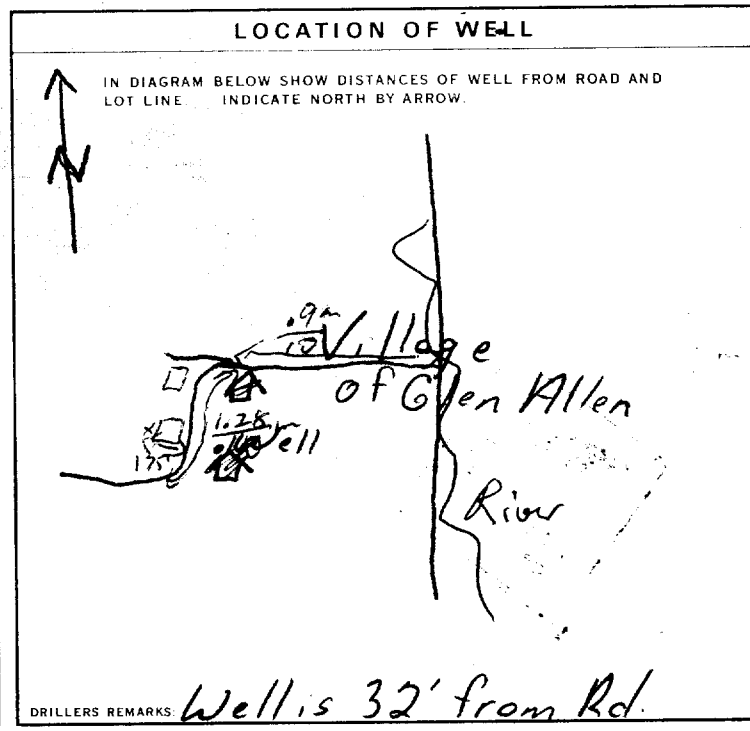 LOCATION OF WELL
IN DIAGRAM BELOW SHOW DISTANCES OF WELL FROM ROAD AND
LOT LINE. INDICATE NORTH BY ARROW.
N
.9m
Village
of Glen Allen
1.28
Well
River
DRILLERS REMARKS: Well is 32' from Rd.